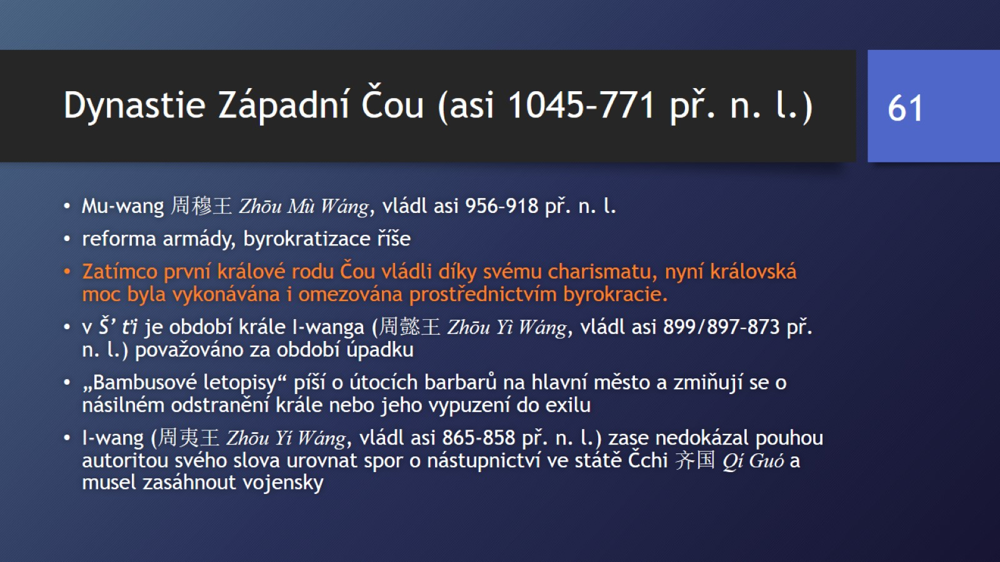 Dynastie Západní Čou (asi 1045-771 př. n. l.)
61
• Mu-wang 周穆王 Zhōu Mù Wáng, vládl asi 956-918 př. n. l.
• reforma armády, byrokratizace říše
• Zatímco první králové rodu Čou vládli díky svému charismatu, nyní královská
moc byla vykonávána i omezována prostřednictvím byrokracie.
• v Š’ ťi je období krále I-wanga (周懿王 Zhōu Yì Wáng, vládl asi 899/897-873 př.
n. l.) považováno za období úpadku
• „Bambusové letopisy“ píší o útocích barbarů na hlavní město a zmiňují se o
násilném odstranění krále nebo jeho vypuzení do exilu
• I-wang (周夷王 Zhōu Yí Wáng, vládl asi 865-858 př. n. l.) zase nedokázal pouhou
autoritou svého slova urovnat spor o nástupnictví ve státě Čchi 齐国 Qí Guó a
musel zasáhnout vojensky